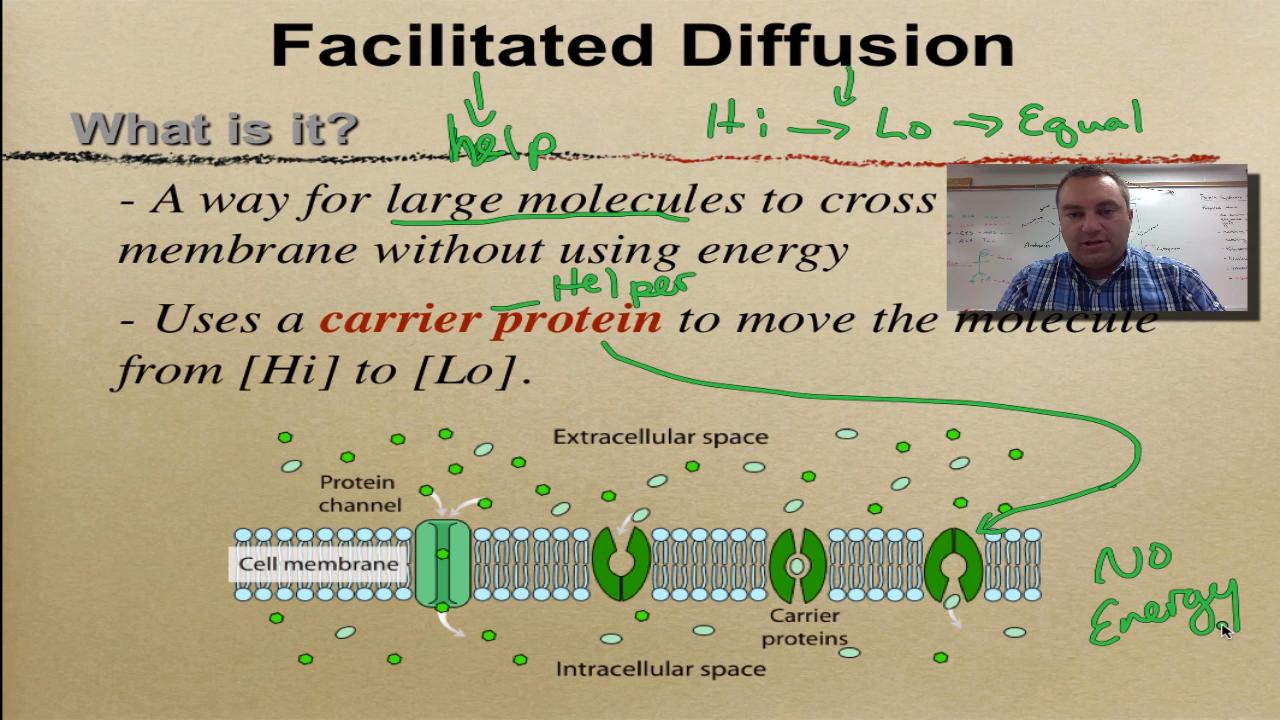 Facilitated Diffusion
What is it?
help
Hi → Lo → Equal
- A way for large molecules to cross
membrane without using energy
Helper
- Uses a carrier protein to move the molecule
from [Hi] to [Lo].
Extracellular space
Protein
channel
Cell membrane
Carrier
proteins
Intracellular space
No
Energy